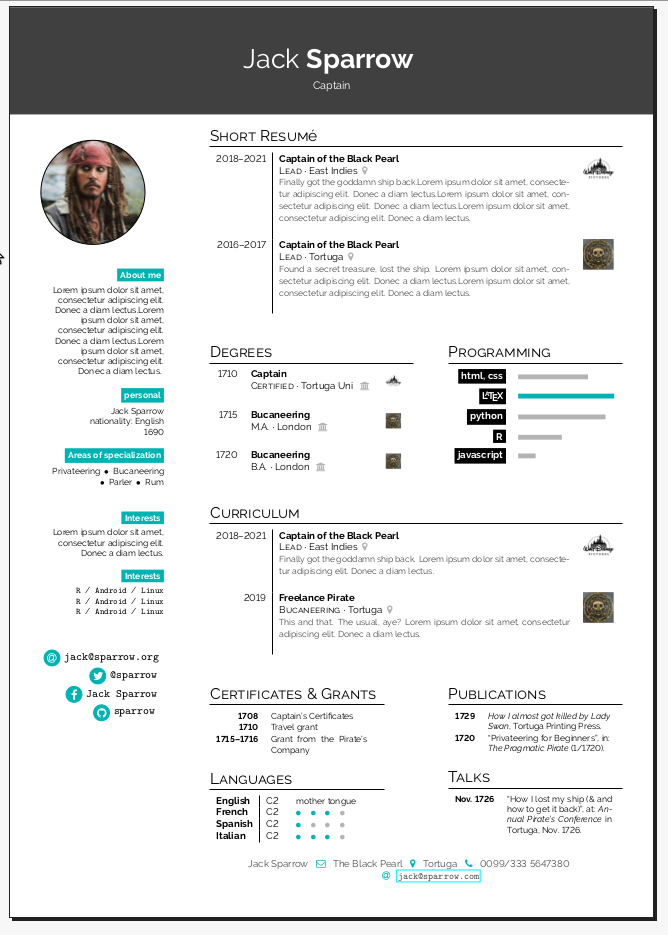 Jack Sparrow
Captain
About me
Lorem ipsum dolor sit amet,
consectetur adipiscing elit.
Donec a diam lectus.Lorem
ipsum dolor sit amet,
consectetur adipiscing elit.
Donec a diam lectus.Lorem
ipsum dolor sit amet,
consectetur adipiscing elit.
Donec a diam lectus.
personal
Jack Sparrow
nationality: English
1690
Areas of specialization
Privateering • Bucaneering
• Parler • Rum
Interests
Lorem ipsum dolor sit amet,
consectetur adipiscing elit.
Donec a diam lectus.
Interests
R / Android / Linux
R / Android / Linux
R / Android / Linux
@ jack@sparrow.org
@sparrow
Jack Sparrow
sparrow
Short Resumé
2018–2021 Captain of the Black Pearl
Lead · East Indies
Finally got the goddamn ship back.Lorem ipsum dolor sit amet, consecte-
tur adipiscing elit. Donec a diam lectus.Lorem ipsum dolor sit amet, con-
sectetur adipiscing elit. Donec a diam lectus.Lorem ipsum dolor sit amet,
consectetur adipiscing elit. Donec a diam lectus.
Walt Disney
PICTURES
2016–2017 Captain of the Black Pearl
Lead · Tortuga
Found a secret treasure, lost the ship. Lorem ipsum dolor sit amet, con-
sectetur adipiscing elit. Donec a diam lectus.Lorem ipsum dolor sit amet,
consectetur adipiscing elit. Donec a diam lectus.
Degrees
1710 Captain
Certified · Tortuga Uni
1715 Bucaneering
M.A. · London
1720 Bucaneering
B.A. · London
Programming
html, css
LATEX
python
R
javascript
Curriculum
2018–2021 Captain of the Black Pearl
Lead · East Indies
Finally got the goddamn ship back. Lorem ipsum dolor sit amet, consecte-
tur adipiscing elit. Donec a diam lectus.
Walt Disney
PICTURES
2019 Freelance Pirate
Bucaneering · Tortuga
This and that. The usual, aye? Lorem ipsum dolor sit amet, consectetur
adipiscing elit. Donec a diam lectus.
Certificates & Grants
1708 Captain's Certificates
1710 Travel grant
1715–1716 Grant from the Pirate's
Company
Publications
1729 How I almost got killed by Lady
Swan, Tortuga Printing Press.
1720 "Privateering for Beginners", in:
The Pragmatic Pirate (1/1720).
Languages
English C2 mother tongue
French C2
Spanish C2
Italian C2
Talks
Nov. 1726 "How I lost my ship (& and
how to get it back)", at: An-
nual Pirate's Conference in
Tortuga, Nov. 1726.
Jack Sparrow The Black Pearl Tortuga 0099/333 5647380
@ jack@sparrow.com